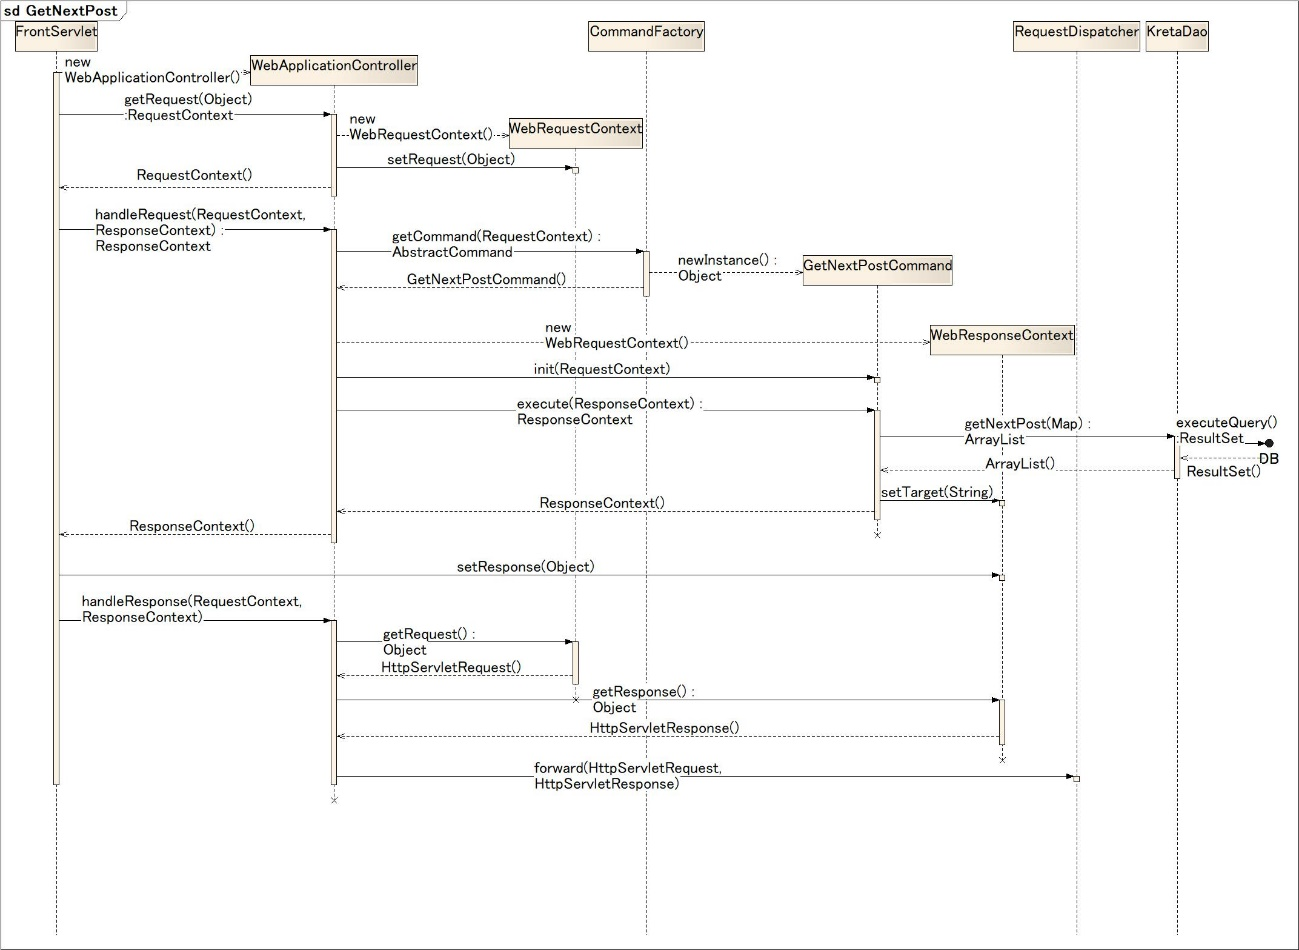 sd GetNextPost
FrontServlet
CommandFactory
RequestDispatcher
KretaDao
new
WebApplicationController()
WebApplicationController
getRequest(Object)
:RequestContext
new
WebRequestContext()
WebRequestContext
setRequest(Object)
RequestContext()
handleRequest(RequestContext,
ResponseContext) :
ResponseContext
getCommand(RequestContext) :
AbstractCommand
newInstance() :
Object
GetNextPostCommand
GetNextPostCommand()
new
WebRequestContext()
WebResponseContext
init(RequestContext)
execute(ResponseContext) :
ResponseContext
getNextPost(Map) :
ArrayList
executeQuery()
:ResultSet
DB
ArrayList()
ResultSet()
setTarget(String)
ResponseContext()
ResponseContext()
setResponse(Object)
handleResponse(RequestContext,
ResponseContext)
getRequest() :
Object
HttpServletRequest()
getResponse() :
Object
HttpServletResponse()
forward(HttpServletRequest,
HttpServletResponse)